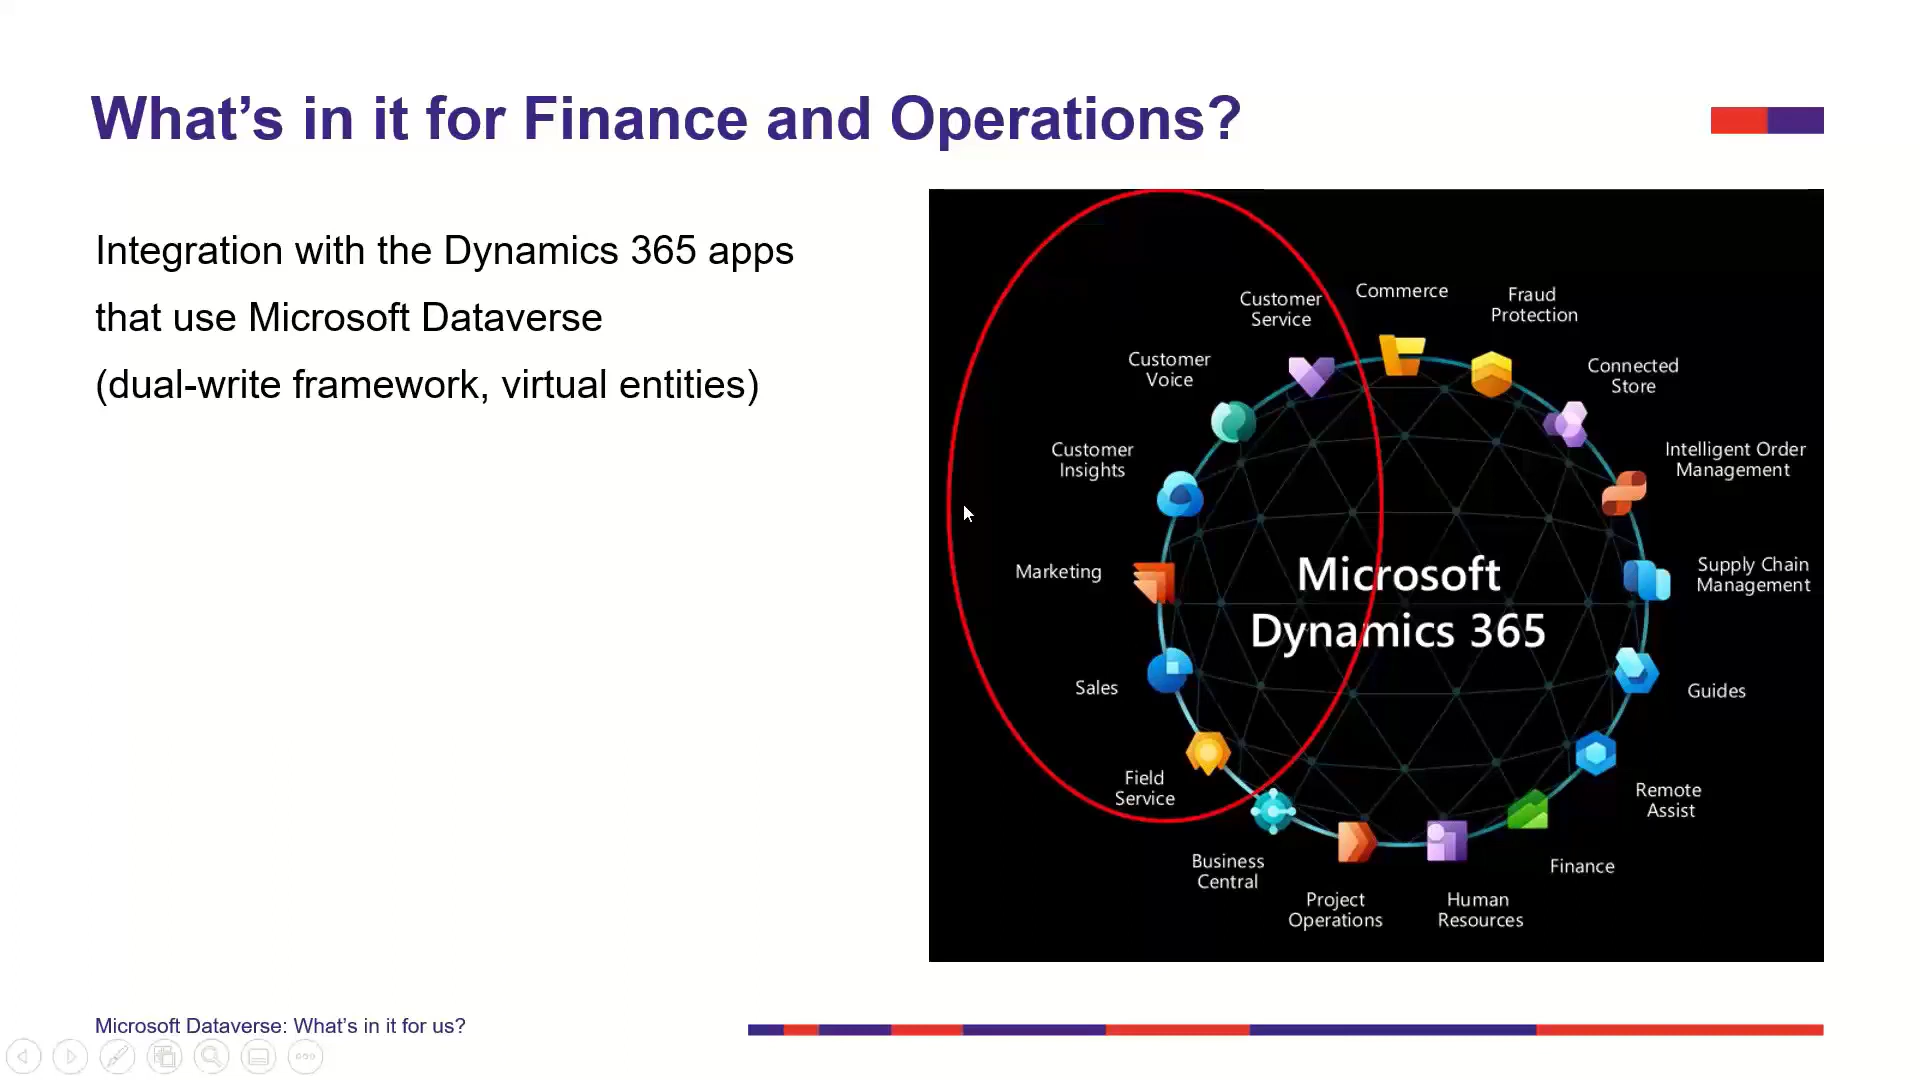 What’s in it for Finance and Operations?
Integration with the Dynamics 365 apps
that use Microsoft Dataverse
(dual-write framework, virtual entities)
Commerce
Fraud
Protection
Connected
Store
Intelligent Order
Management
Supply Chain
Management
Guides
Remote
Assist
Finance
Human
Resources
Project
Operations
Business
Central
Field
Service
Sales
Marketing
Customer
Insights
Customer
Voice
Customer
Service
Microsoft
Dynamics 365
Microsoft Dataverse: What’s in it for us?